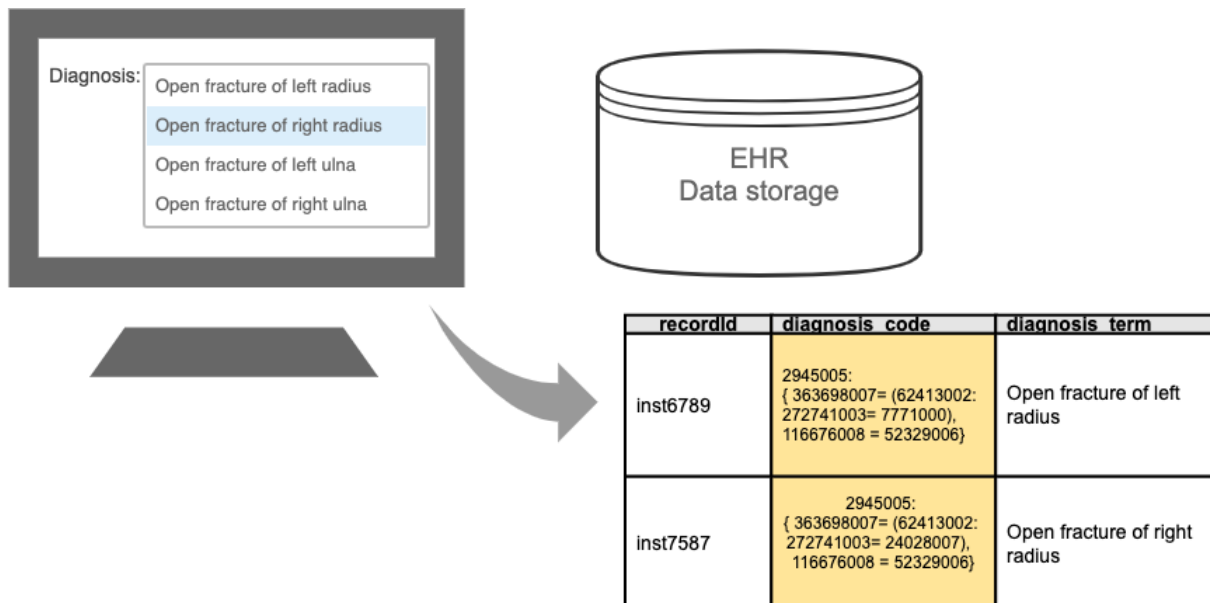 Diagnosis:
Open fracture of left radius
Open fracture of right radius
Open fracture of left ulna
Open fracture of right ulna
EHR
Data storage
recordId diagnosis_code diagnosis_term
inst6789
2945005:
{ 363698007= (62413002:
272741003= 7771000),
116676008 = 52329006}
Open fracture of left
radius
inst7587
2945005:
{ 363698007= (62413002:
272741003= 24028007),
116676008 = 52329006}
Open fracture of right
radius